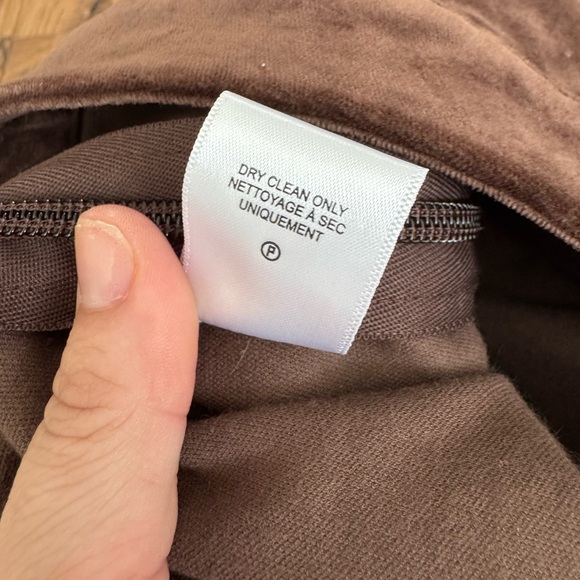 DRY CLEAN ONLY
NETTOYAGE À SEC
UNIQUEMENT
Ⓟ